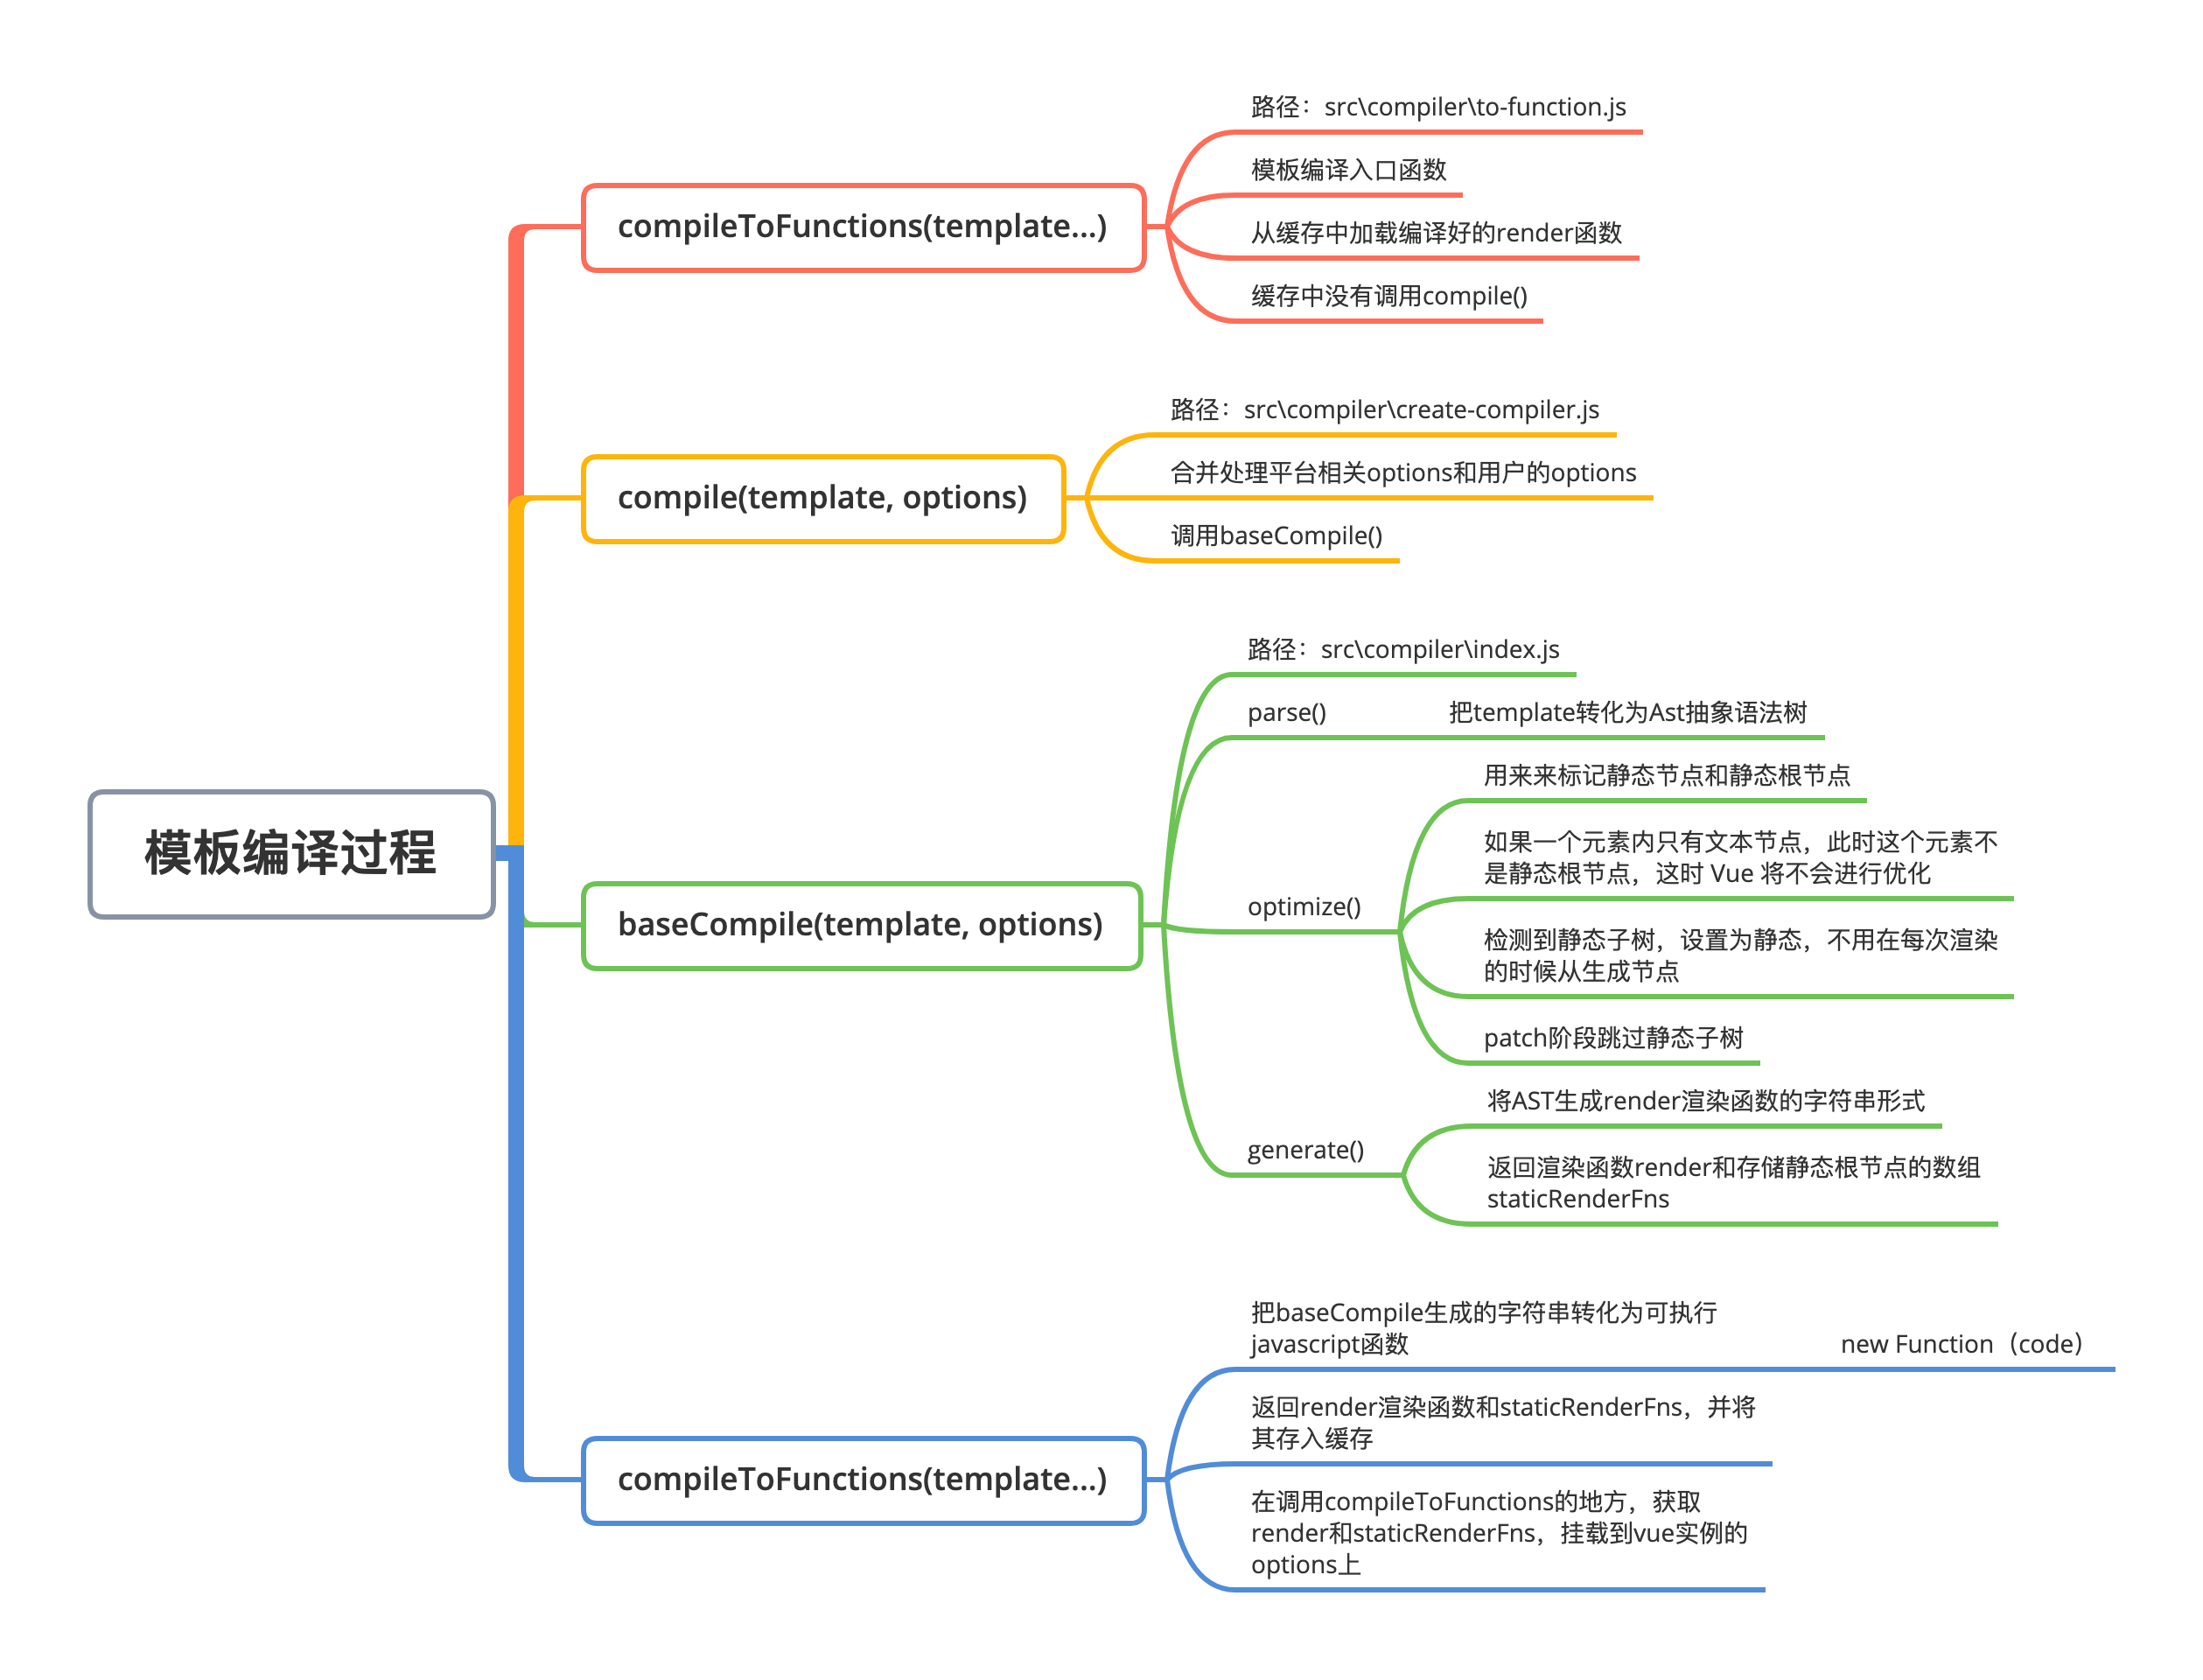 模板编译过程
compileToFunctions(template...)
路径：src\compiler\to-function.js
模板编译入口函数
从缓存中加载编译好的render函数
缓存中没有调用compile()
compile(template, options)
路径：src\compiler\create-compiler.js
合并处理平台相关options和用户的options
调用baseCompile()
baseCompile(template, options)
路径：src\compiler\index.js
parse()
把template转化为Ast抽象语法树
optimize()
用来来标记静态节点和静态根节点
如果一个元素内只有文本节点，此时这个元素不
是静态根节点，这时 Vue 将不会进行优化
检测到静态子树，设置为静态，不用在每次渲染
的时候从生成节点
patch阶段跳过静态子树
generate()
将AST生成render渲染函数的字符串形式
返回渲染函数render和存储静态根节点的数组
staticRenderFns
compileToFunctions(template...)
把baseCompile生成的字符串转化为可执行
javascript函数
new Function（code）
返回render渲染函数和staticRenderFns，并将
其存入缓存
在调用compileToFunctions的地方，获取
render和staticRenderFns，挂载到vue实例的
options上